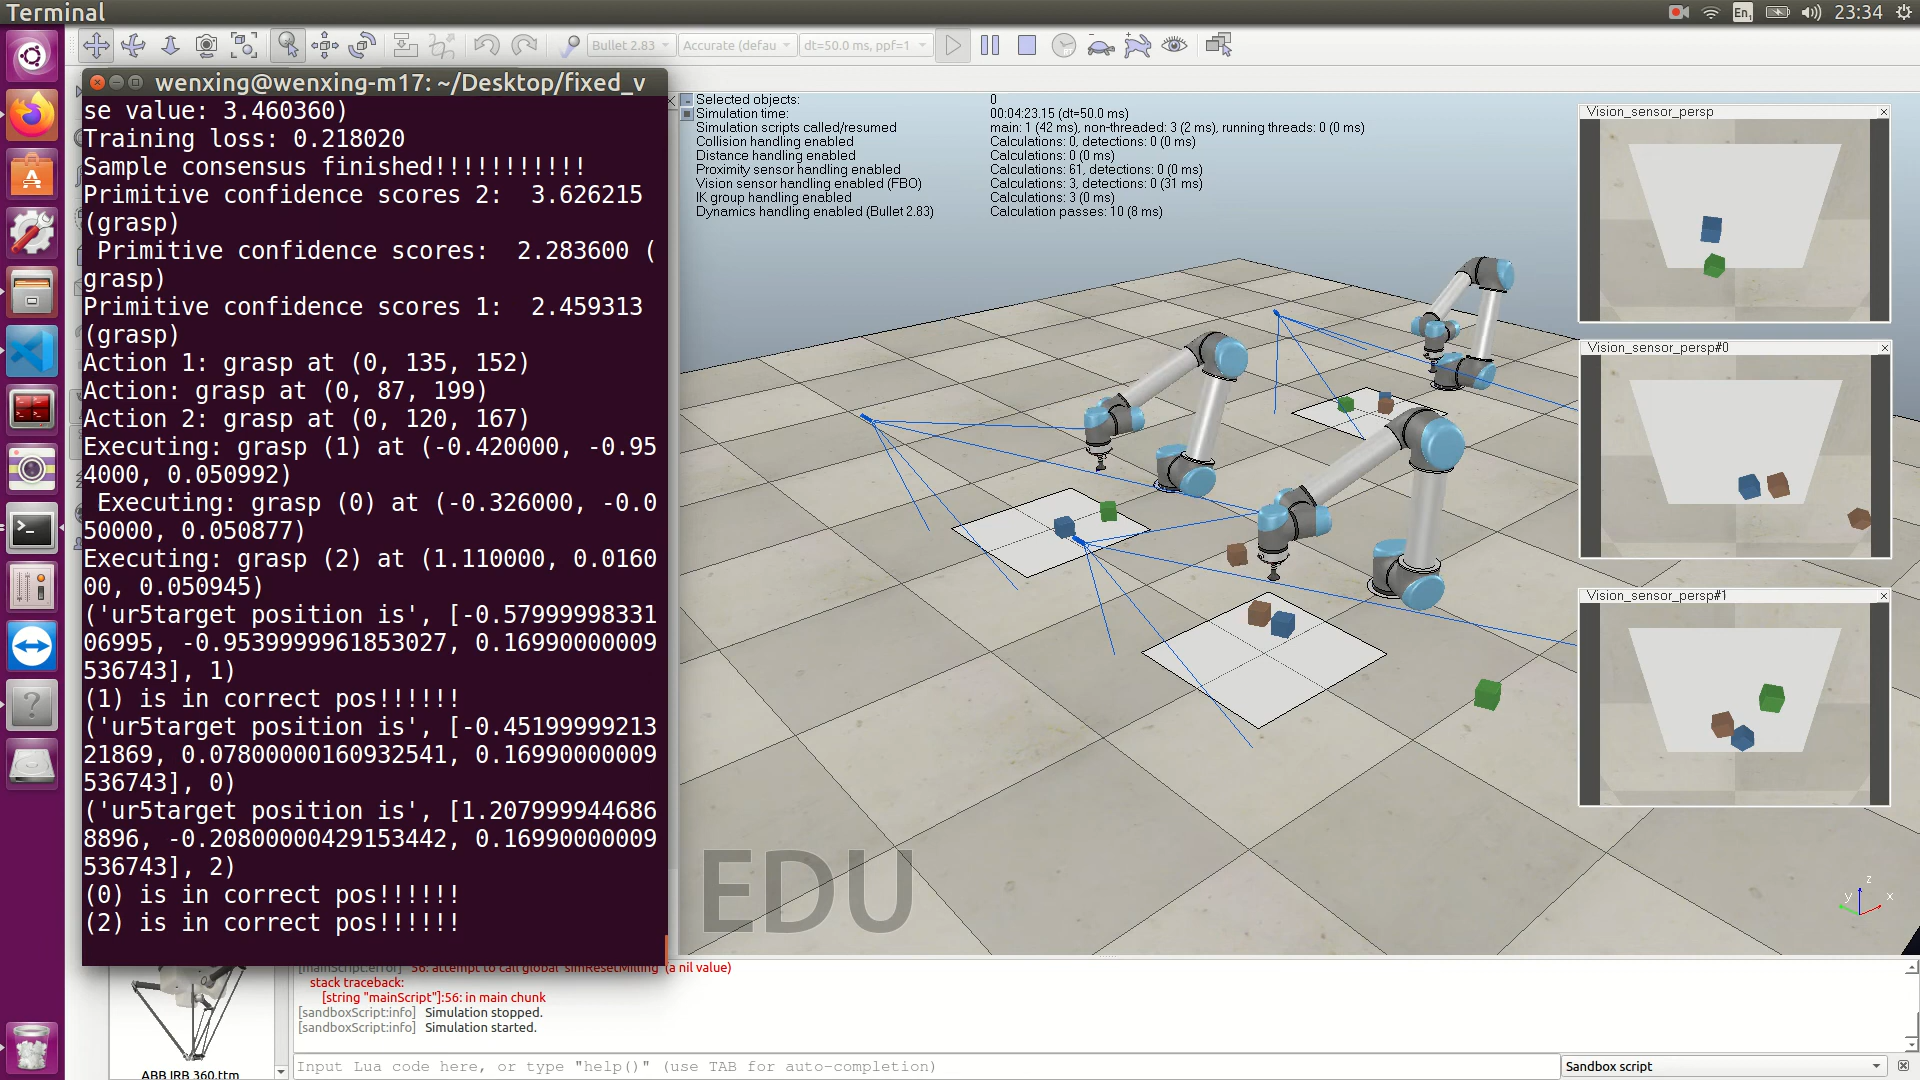 Terminal
En1
23:34
Bullet 2.83
Accurate (defau
dt=50.0 ms, ppf=1
wenxing@wenxing-m17: ~/Desktop/fixed_v
se value: 3.460360)
Training loss: 0.218020
Sample consensus finished!!!!!!!!!!!
Primitive confidence scores 2:  3.626215
(grasp)
 Primitive confidence scores:  2.283600 (
grasp)
Primitive confidence scores 1:  2.459313
(grasp)
Action 1: grasp at (0, 135, 152)
Action: grasp at (0, 87, 199)
Action 2: grasp at (0, 120, 167)
Executing: grasp (1) at (-0.420000, -0.95
4000, 0.050992)
 Executing: grasp (0) at (-0.326000, -0.0
50000, 0.050877)
Executing: grasp (2) at (1.110000, 0.0160
00, 0.050945)
('ur5target position is', [-0.57999998331
06995, -0.95399999961853027, 0.16990000009
536743], 1)
(1) is in correct pos!!!!!!
('ur5target position is', [-0.45199999213
21869, 0.078000000160932541, 0.16990000009
536743], 0)
('ur5target position is', [1.207999944686
8896, -0.20800000429153442, 0.16990000009
536743], 2)
(0) is in correct pos!!!!!!
(2) is in correct pos!!!!!!
Selected objects: 0
Simulation time: 00:04:23.15 (dt=50.0 ms)
Simulation scripts called/resumed main: 1 (42 ms), non-threaded: 3 (2 ms), running threads: 0 (0 ms)
Collision handling enabled Calculations: 0, detections: 0 (0 ms)
Distance handling enabled Calculations: 0 (0 ms)
Proximity sensor handling enabled Calculations: 61, detections: 0 (0 ms)
Vision sensor handling enabled (FBO) Calculations: 3, detections: 0 (31 ms)
IK group handling enabled Calculations: 3 (0 ms)
Dynamics handling enabled (Bullet 2.83) Calculation passes: 10 (8 ms)
Vision_sensor_persp
Vision_sensor_persp#0
Vision_sensor_persp#1
EDU
z
y
x
[mainScript:error] 56: attempt to call global 'simResetMilling' (a nil value)
stack traceback:
[string "mainScript"]:56: in main chunk
[sandboxScript:info] Simulation stopped.
[sandboxScript:info] Simulation started.
Input Lua code here, or type "help()" (use TAB for auto-completion)
Sandbox script
ABB IRB 360.ttm